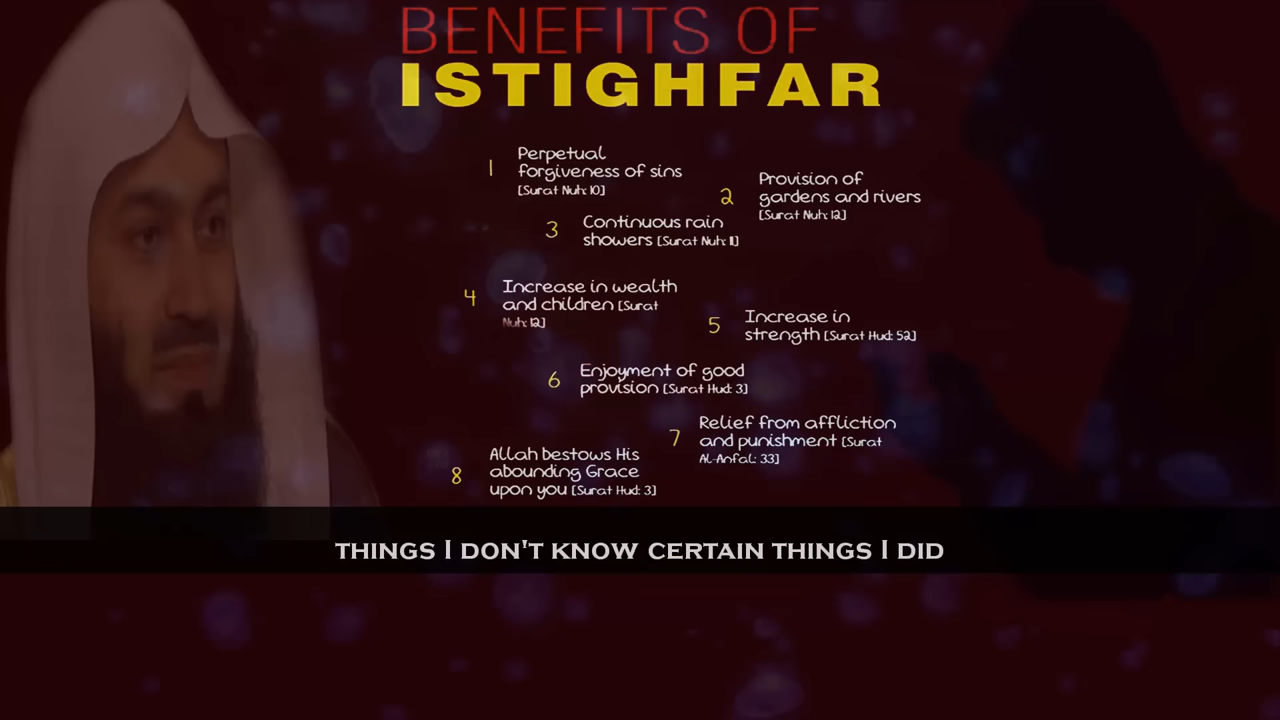 BENEFITS OF
ISTIGHFAR
1 Perpetual
forgiveness of sins
[Surat Nuh: 10]
2 Provision of
gardens and rivers
[Surat Nuh: 12]
3 Continuous rain
showers [Surat Nuh: 11]
4 Increase in wealth
and children [Surat
Nuh: 12]
5 Increase in
strength [Surat Hud: 52]
6 Enjoyment of good
provision [Surat Hud: 3]
7 Relief from affliction
and punishment [Surat
Al-Anfal: 33]
8 Allah bestows His
abounding Grace
upon you [Surat Hud: 3]
THINGS I DON'T KNOW CERTAIN THINGS I DID